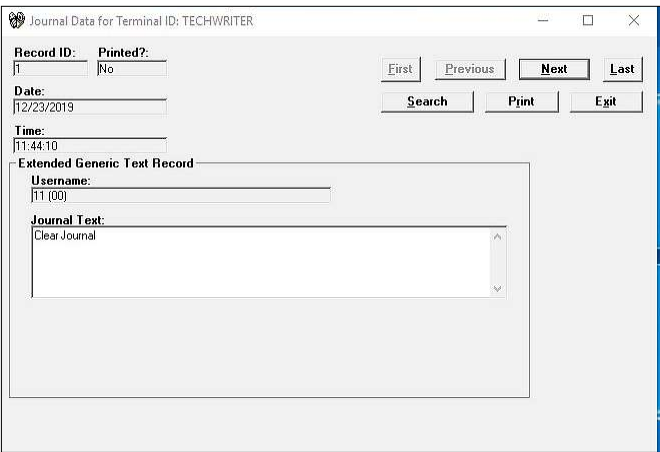 Journal Data for Terminal ID: TECHWRITER
Record ID: Printed?:
1 No
First Previous Next Last
Date:
12/23/2019
Search Print Exit
Time:
11:44:10
Extended Generic Text Record
Username:
11 (00)
Journal Text:
Clear Journal